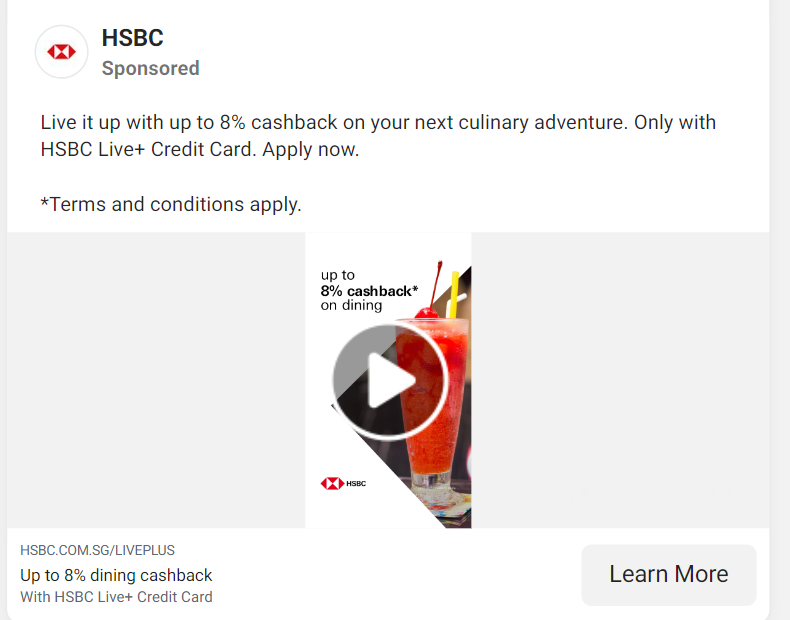 HSBC
Sponsored
Live it up with up to 8% cashback on your next culinary adventure. Only with
HSBC Live+ Credit Card. Apply now.
*Terms and conditions apply.
up to
8% cashback*
on dining
HSBC
HSBC.COM.SG/LIVEPLUS
Up to 8% dining cashback
With HSBC Live+ Credit Card
Learn More